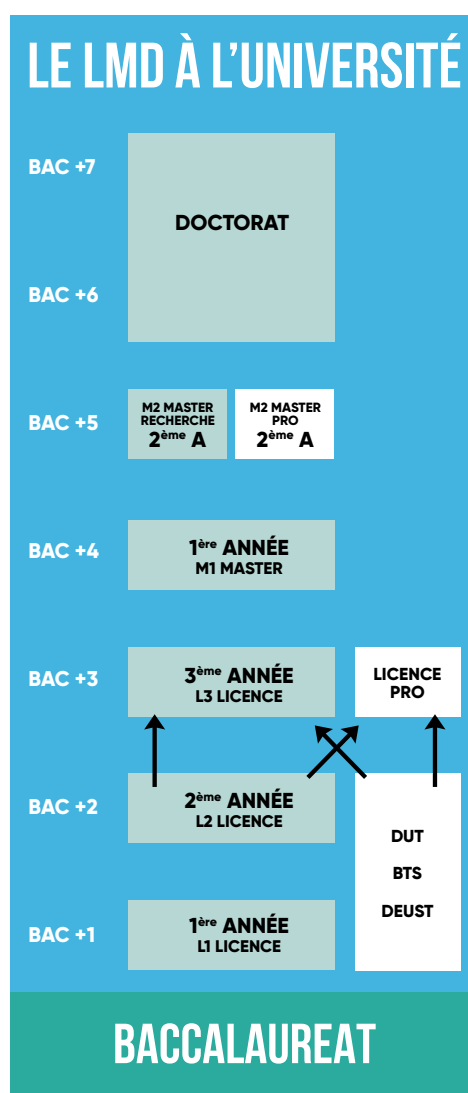 LE LMD À L'UNIVERSITÉ
BAC +7
DOCTORAT
BAC +6
BAC +5
M2 MASTER
RECHERCHE
2ème A
M2 MASTER
PRO
2ème A
BAC +4
1ère ANNÉE
M1 MASTER
BAC +3
3ème ANNÉE
L3 LICENCE
LICENCE
PRO
BAC +2
2ème ANNÉE
L2 LICENCE
DUT
BTS
DEUST
BAC +1
1ère ANNÉE
L1 LICENCE
BACCALAUREAT